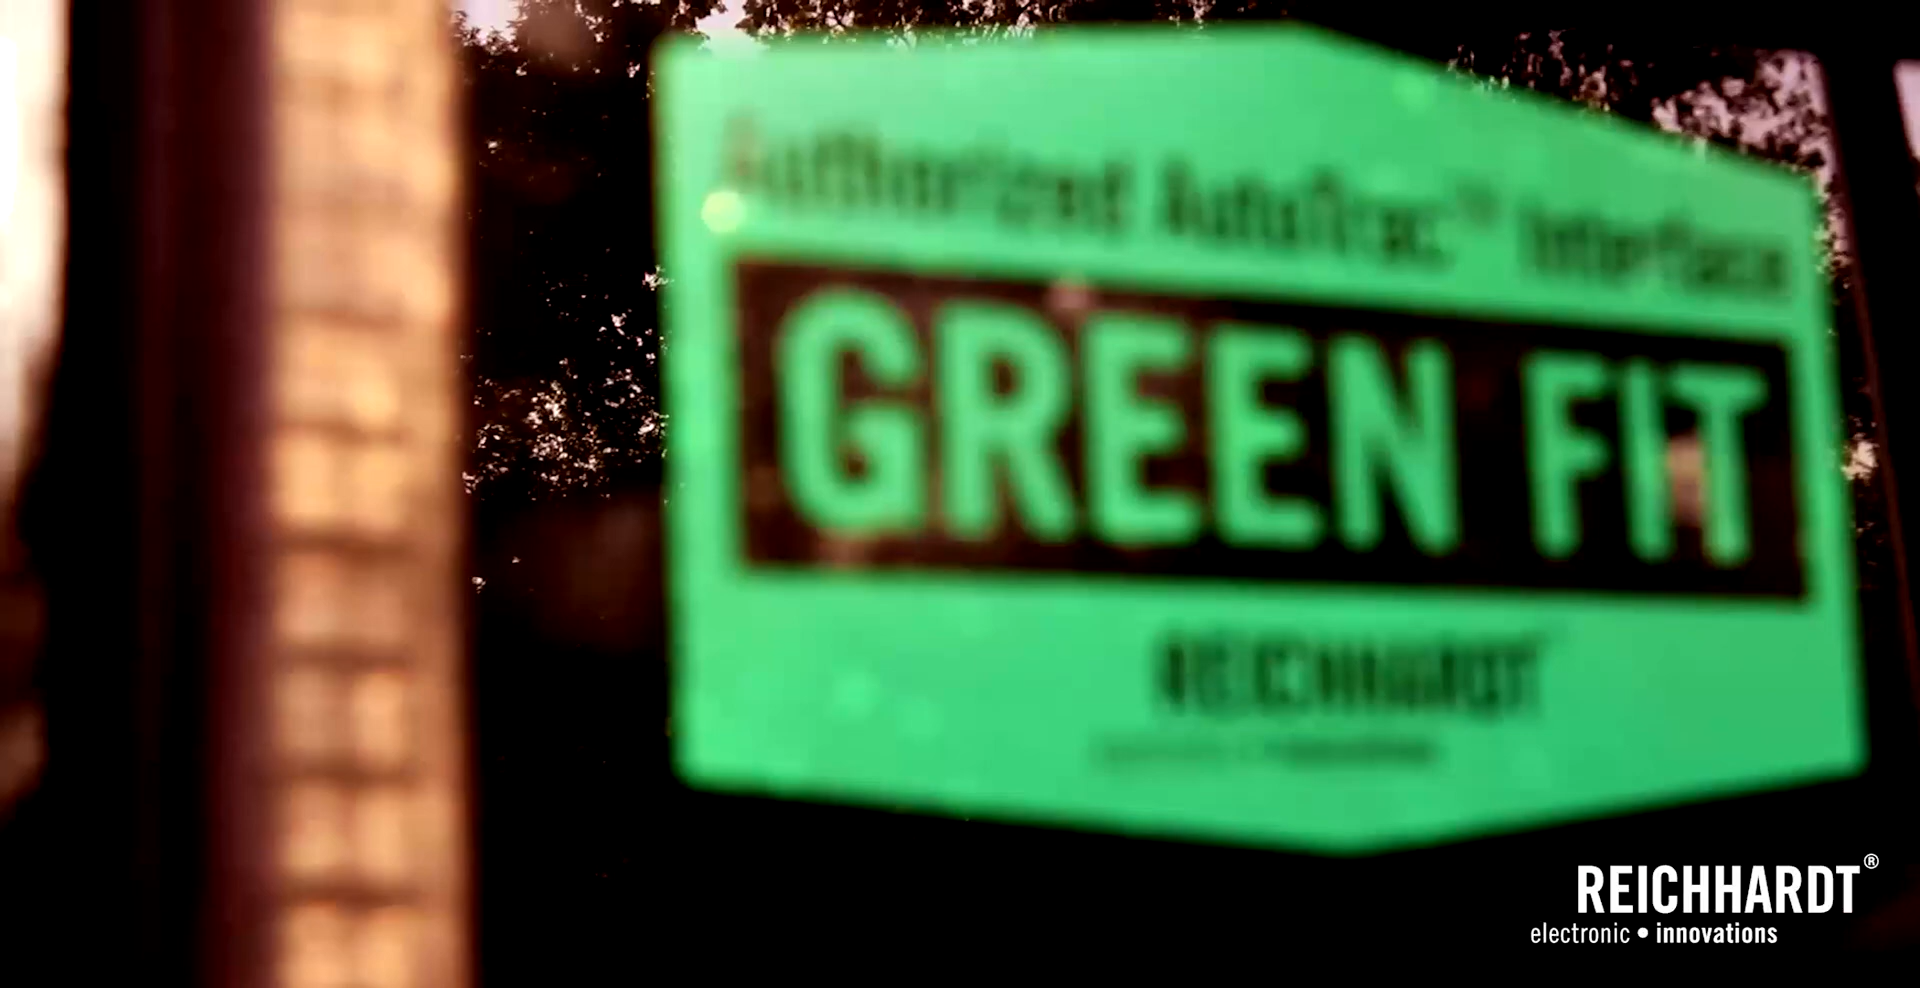 Authorized AutoTrac™ Interface
GREEN FIT
REICHHARDT
REICHHARDT®
electronic • innovations